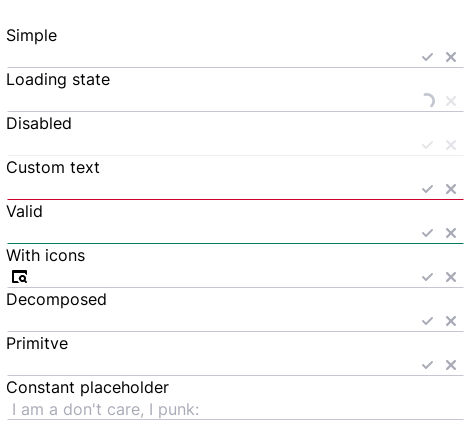 Simple
Loading state
Disabled
Custom text
Valid
With icons
Decomposed
Primitve
Constant placeholder
I am a don't care, I punk: